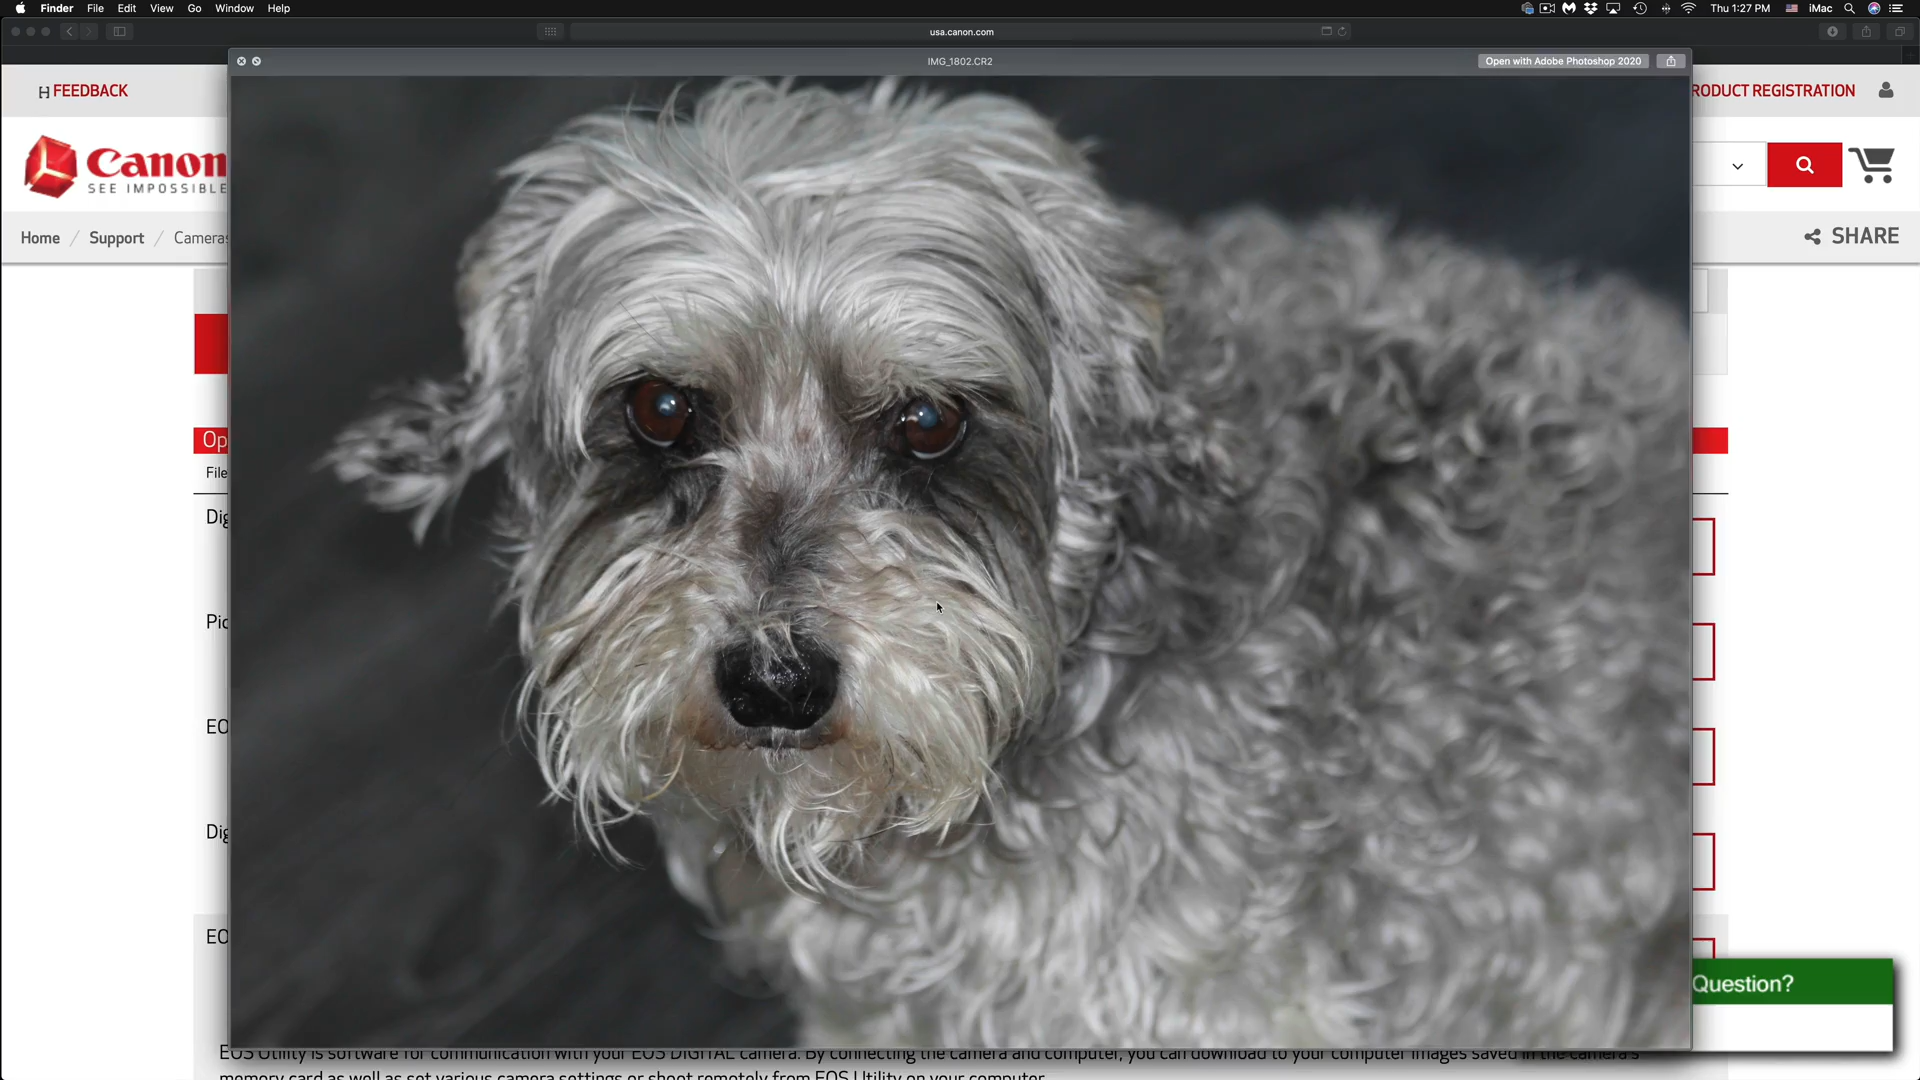 Finder File Edit View Go Window Help
Thu 1:27 PM iMac
usa.canon.com
IMG_1802.CR2
Open with Adobe Photoshop 2020
FEEDBACK
RODUCT REGISTRATION
Canon
SEE IMPOSSIBLE
Home / Support / Cameras
SHARE
Op
File
Dig
Pic
EO
Dig
EO
Question?
EOS Utility is software for communication with your EOS DIGITAL camera. By connecting the camera and computer, you can download to your computer images saved in the camera's
memory card as well as set various camera settings or shoot remotely from EOS Utility on your computer.